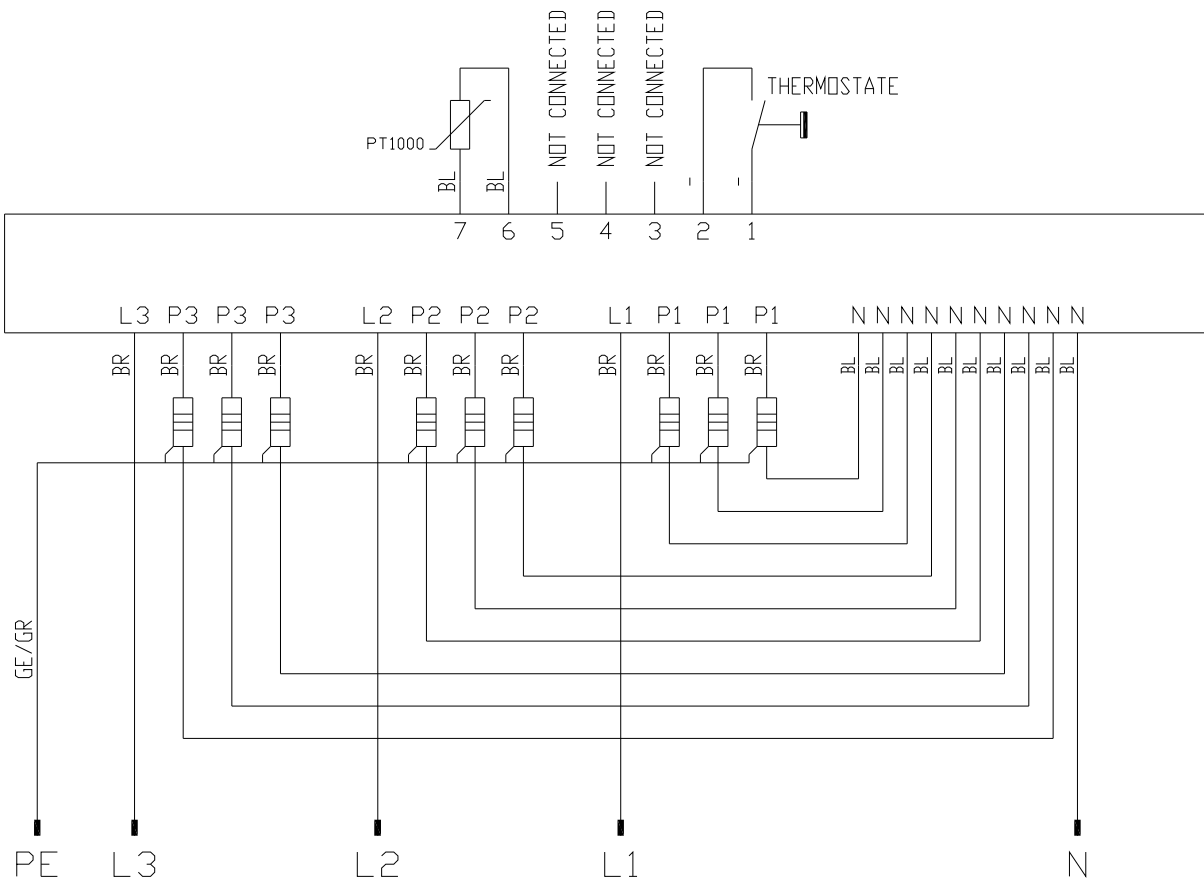 NOT CONNECTED
NOT CONNECTED
NOT CONNECTED
THERMOSTATE
PT1000
BL
BL
-
-
7 6 5 4 3 2 1
L3 P3 P3 P3 L2 P2 P2 P2 L1 P1 P1 P1 N N N N N N N N N N
BR BR BR BR BR BR BR BR BR BR BR BR BL BL BL BL BL BL BL BL BL BL
GE/GR
PE L3 L2 L1 N